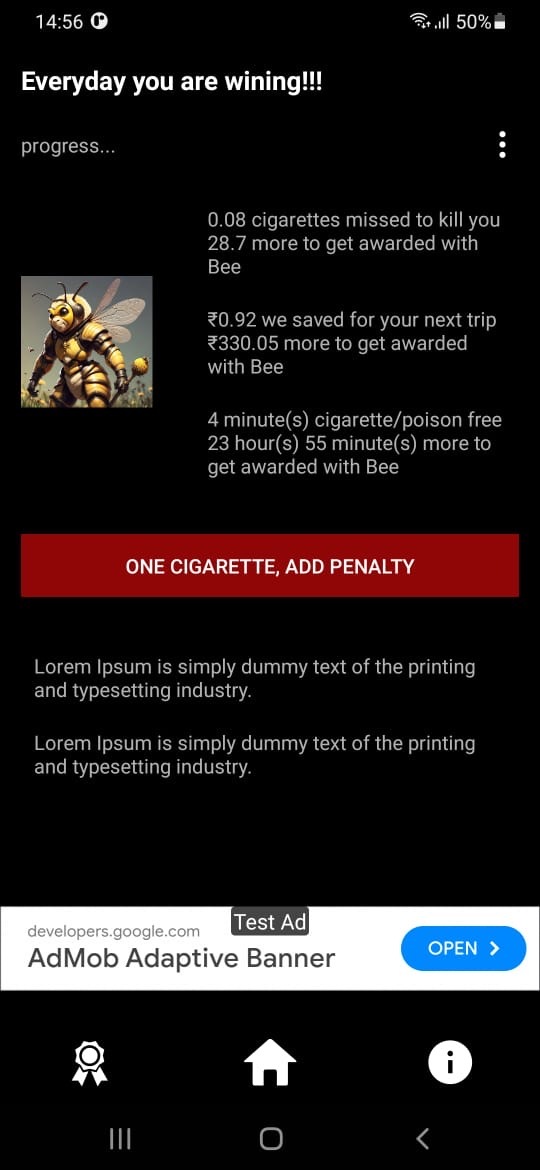 14:56 50%
Everyday you are wining!!!
progress...
0.08 cigarettes missed to kill you
28.7 more to get awarded with
Bee
₹0.92 we saved for your next trip
₹330.05 more to get awarded
with Bee
4 minute(s) cigarette/poison free
23 hour(s) 55 minute(s) more to
get awarded with Bee
ONE CIGARETTE, ADD PENALTY
Lorem Ipsum is simply dummy text of the printing
and typesetting industry.
Lorem Ipsum is simply dummy text of the printing
and typesetting industry.
Test Ad
developers.google.com
AdMob Adaptive Banner
OPEN